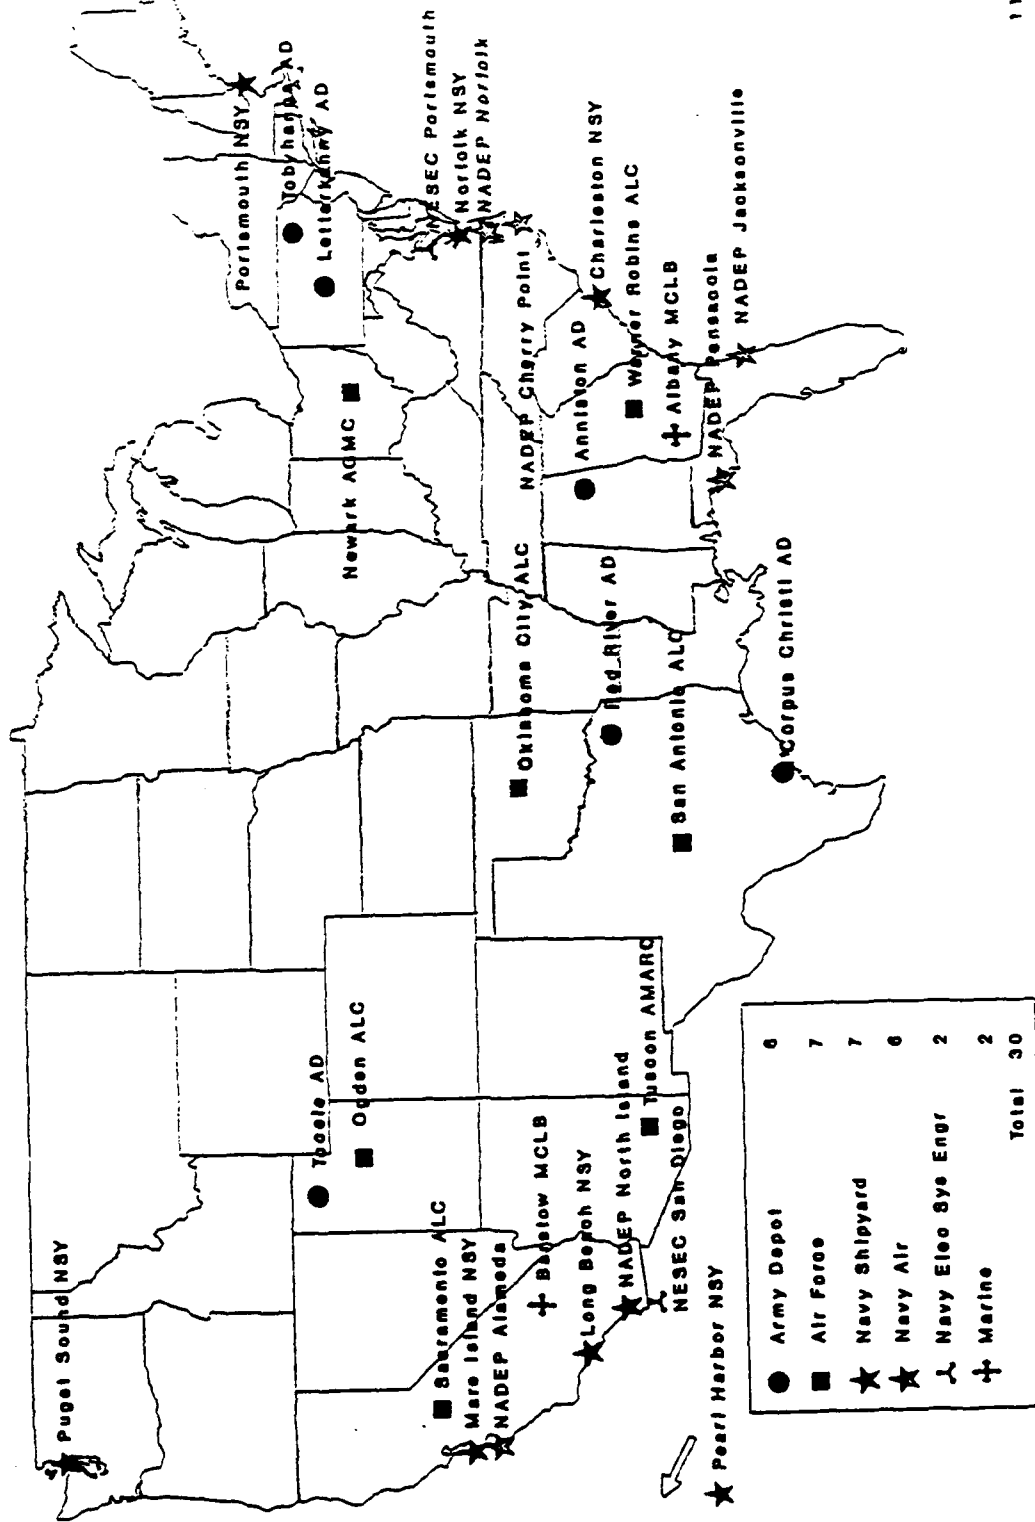 Puget Sound NSY
Portsmouth NSY
Tobyhanna AD
Letterkenny AD
NESEC Portsmouth
Norfolk NSY
NADEP Norfolk
Newark AGMC
Tooele AD
Ogden ALC
Sacramento ALC
Mare Island NSY
NADEP Alameda
Barstow MCLB
Long Beach NSY
NADEP North Island
NESEC San Diego
Tuscon AMARC
Pearl Harbor NSY
Oklahoma City ALC
Red River AD
San Antonio ALC
Corpus Christi AD
NADEP Cherry Point
Anniston AD
Charleston NSY
Warner Robins ALC
Albany MCLB
NADEP Pensacola
NADEP Jacksonville
Army Depot 6
Air Force 7
Navy Shipyard 7
Navy Air 6
Navy Elec Sys Engr 2
Marine 2
Total 30
11